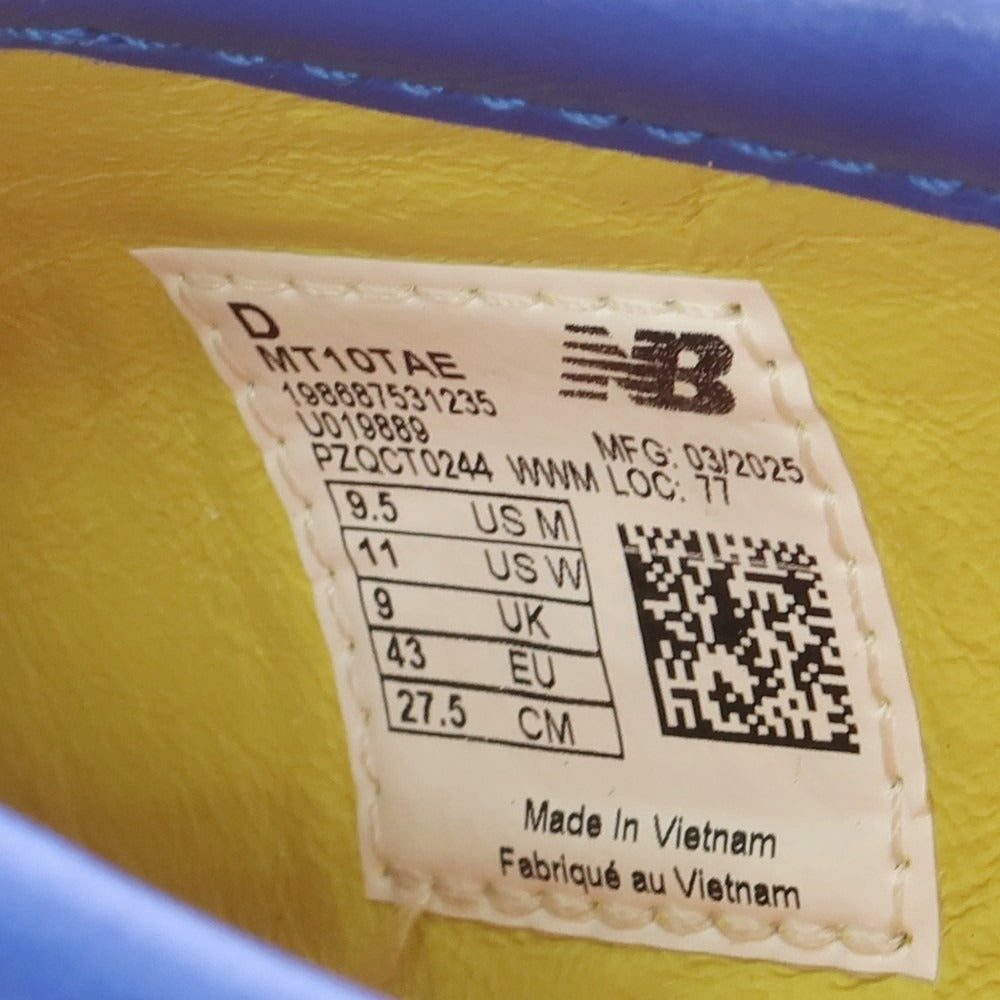 D
NB
MT10TAE
198687531235
U019889
PZQCT0244 WWM
MFG: 03/2025
LOC: 77
9.5 US M
11 US W
9 UK
43 EU
27.5 CM
Made In Vietnam
Fabriqué au Vietnam